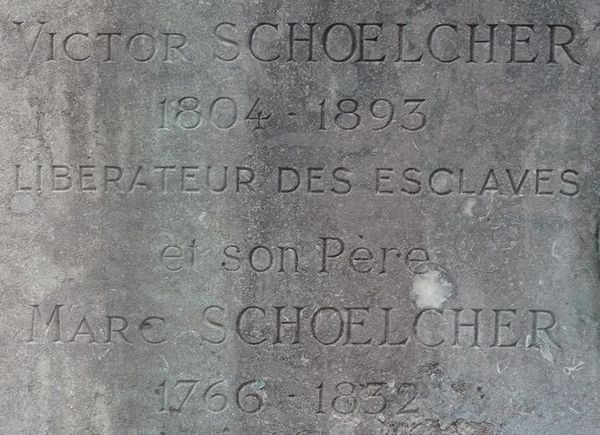 VICTOR SCHOELCHER
1804 - 1893
LIBERATEUR DES ESCLAVES
et son Père
MARC SCHOELCHER
1766 - 1832